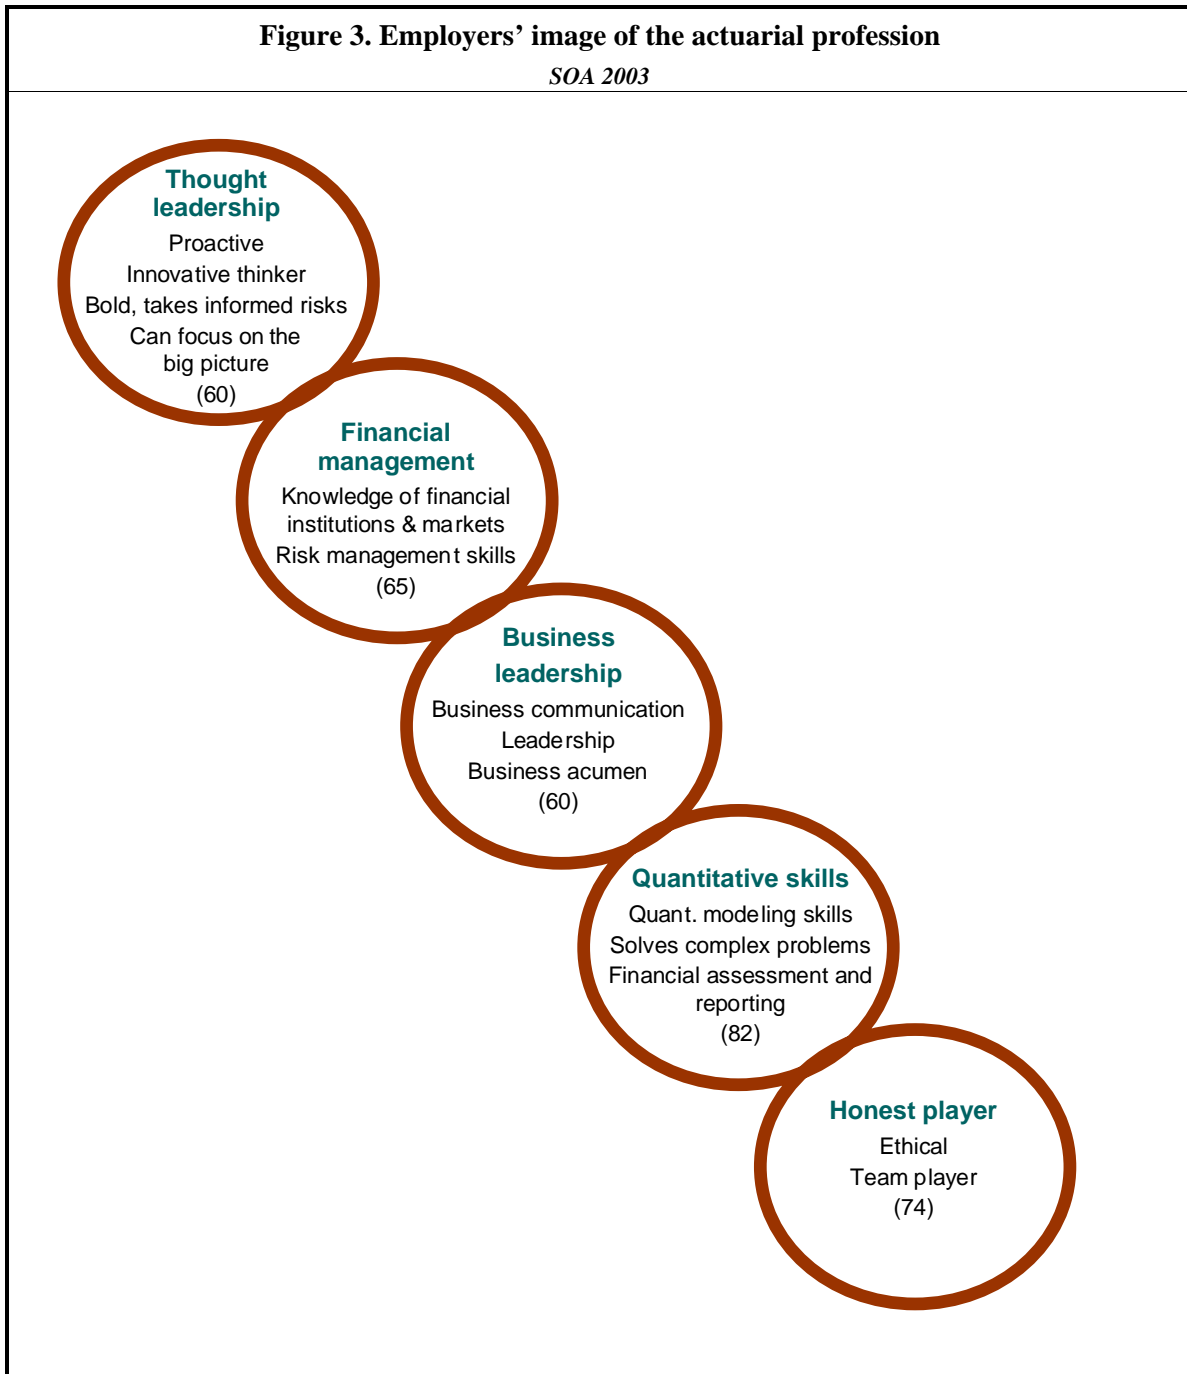 Figure 3. Employers’ image of the actuarial profession
SOA 2003
Thought
leadership
Proactive
Innovative thinker
Bold, takes informed risks
Can focus on the
big picture
(60)
Financial
management
Knowledge of financial
institutions & markets
Risk management skills
(65)
Business
leadership
Business communication
Leadership
Business acumen
(60)
Quantitative skills
Quant. modeling skills
Solves complex problems
Financial assessment and
reporting
(82)
Honest player
Ethical
Team player
(74)